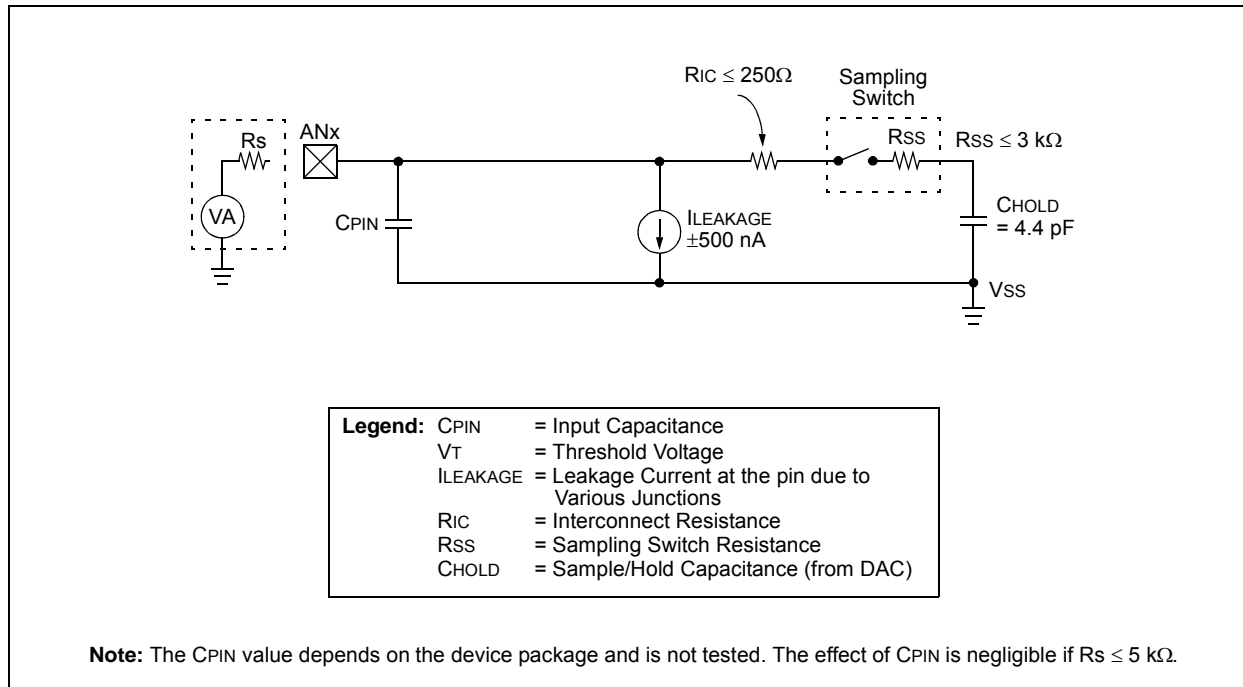 RIC ≤ 250Ω
Sampling
Switch
ANx
Rs
RSS
RSS ≤ 3 kΩ
VA
CPIN
ILEAKAGE
±500 nA
CHOLD
= 4.4 pF
VSS
Legend: CPIN = Input Capacitance
VT = Threshold Voltage
ILEAKAGE = Leakage Current at the pin due to
Various Junctions
RIC = Interconnect Resistance
RSS = Sampling Switch Resistance
CHOLD = Sample/Hold Capacitance (from DAC)
Note: The CPIN value depends on the device package and is not tested. The effect of CPIN is negligible if Rs ≤ 5 kΩ.